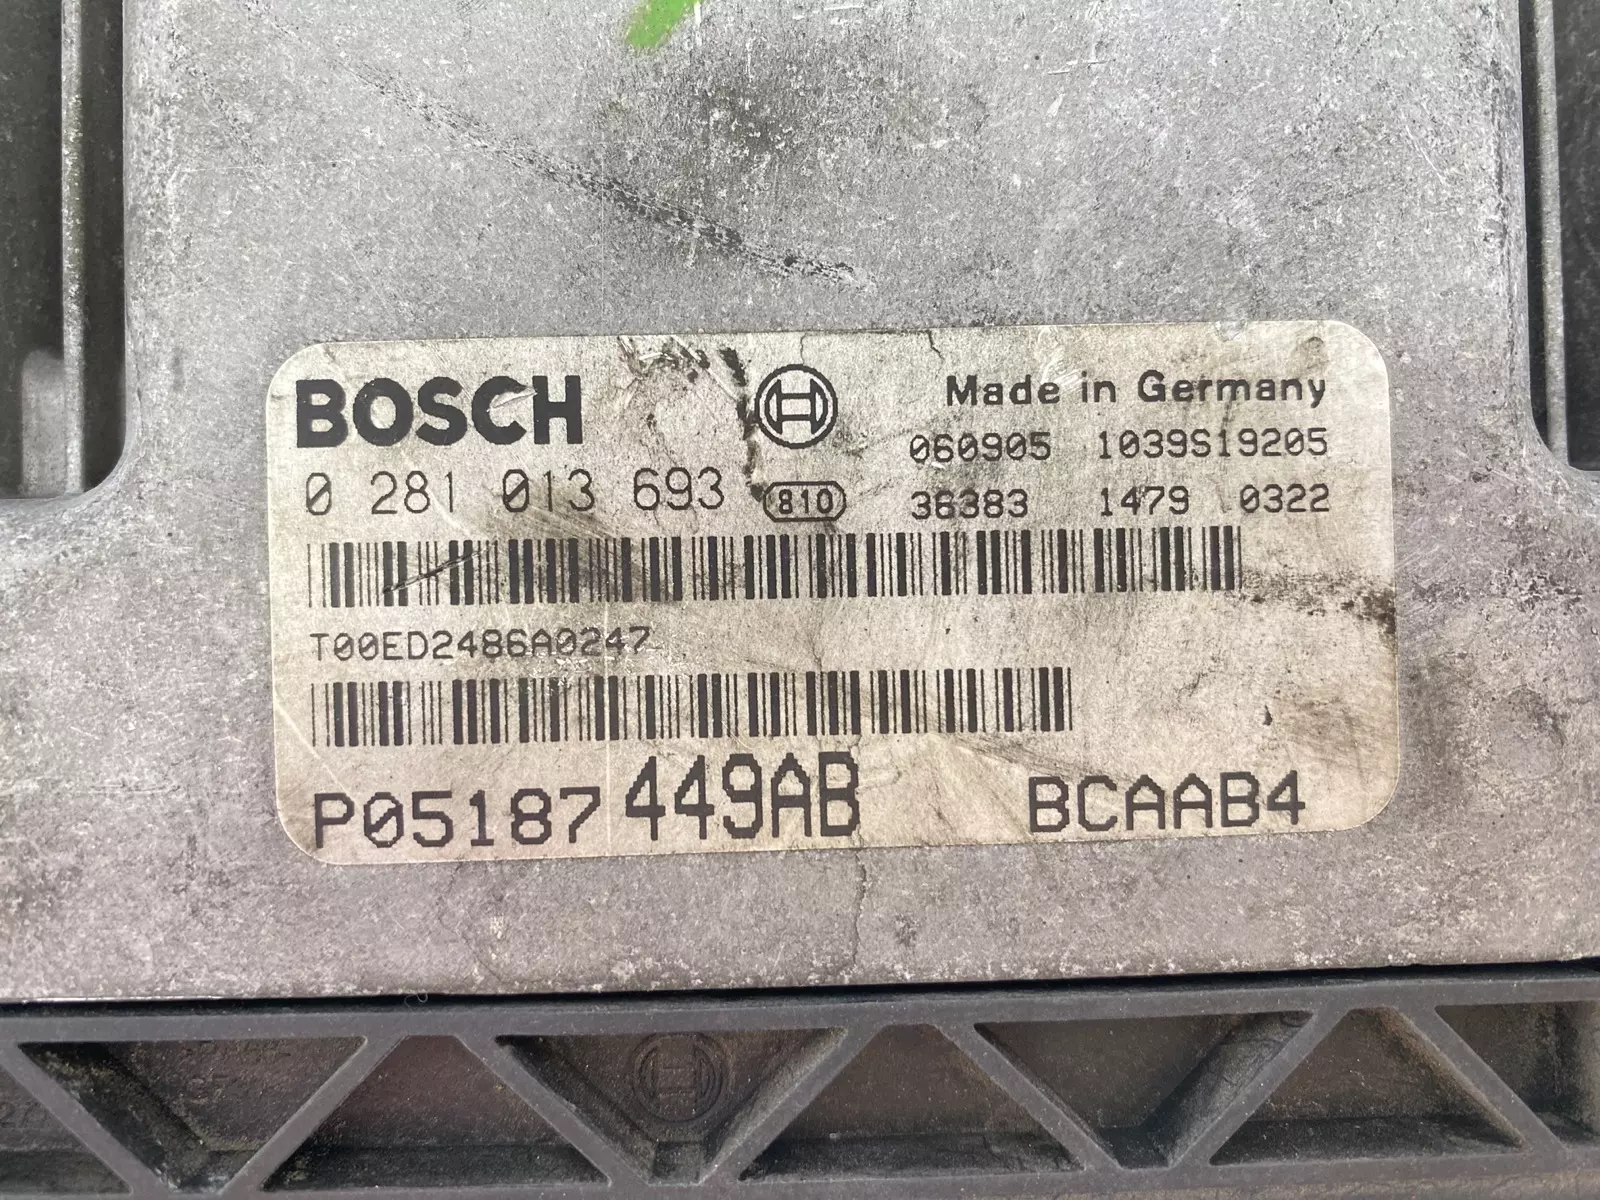 BOSCH
Made in Germany
060905 1039S19205
0 281 013 693 810 36383 1479 0322
T00ED2486A0247
P05187449AB BCAAB4